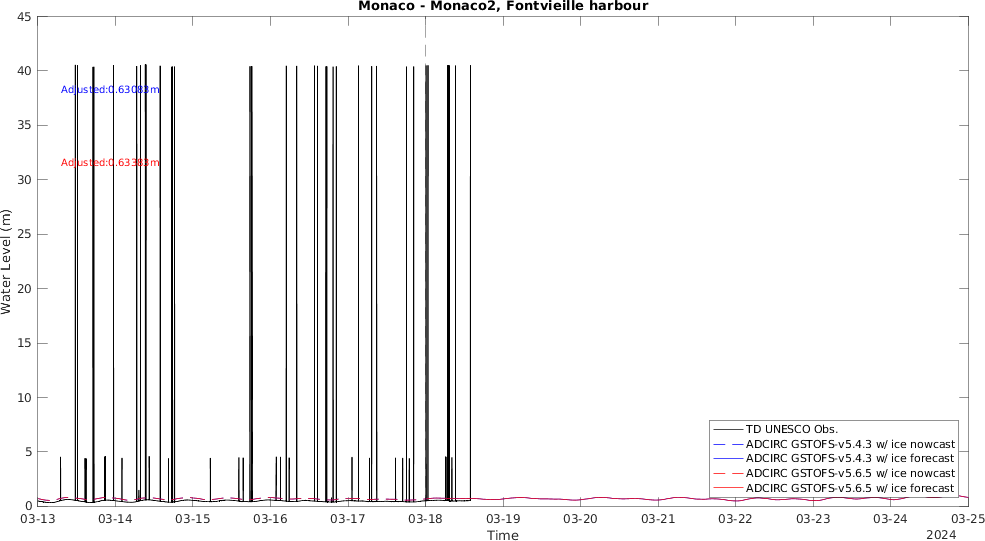 Monaco - Monaco2, Fontvieille harbour
45
40
35
30
25
20
15
10
5
0
Water Level (m)
Adjusted:0.63083m
Adjusted:0.63383m
TD UNESCO Obs.
ADCIRC GSTOFS-v5.4.3 w/ ice nowcast
ADCIRC GSTOFS-v5.4.3 w/ ice forecast
ADCIRC GSTOFS-v5.6.5 w/ ice nowcast
ADCIRC GSTOFS-v5.6.5 w/ ice forecast
03-13 03-14 03-15 03-16 03-17 03-18 03-19 03-20 03-21 03-22 03-23 03-24 03-25
Time
2024